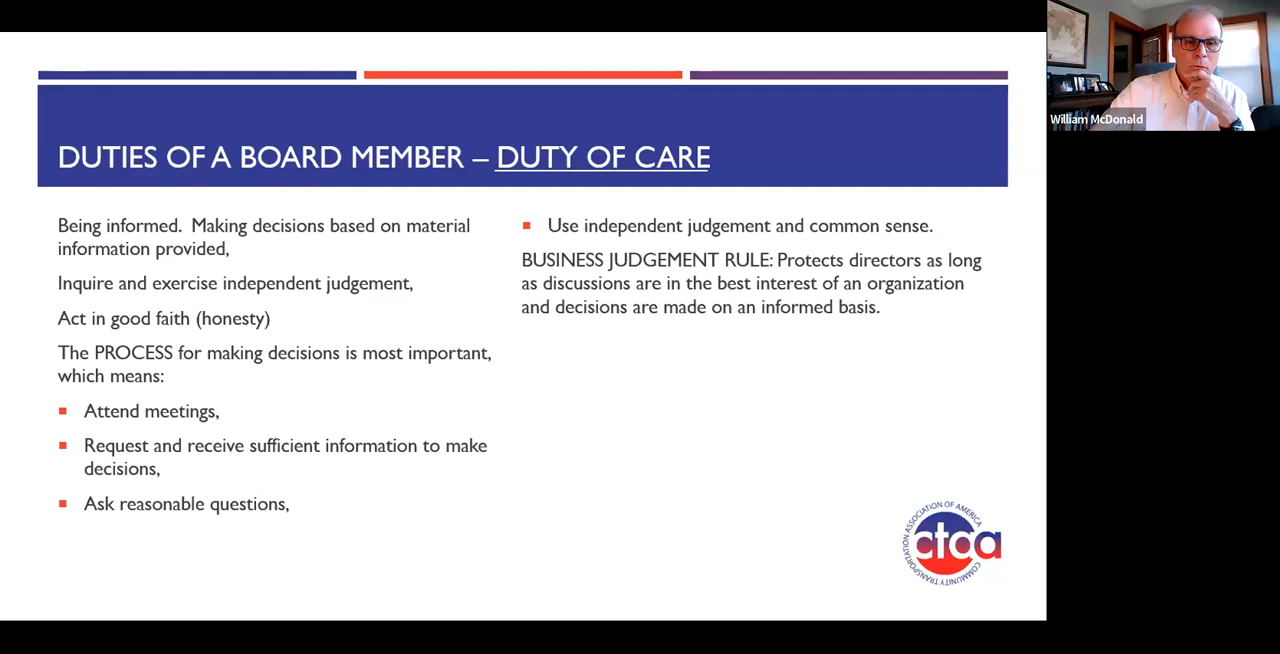 DUTIES OF A BOARD MEMBER – DUTY OF CARE
Being informed. Making decisions based on material
information provided,
Inquire and exercise independent judgement,
Act in good faith (honesty)
The PROCESS for making decisions is most important,
which means:
Attend meetings,
Request and receive sufficient information to make
decisions,
Ask reasonable questions,
Use independent judgement and common sense.
BUSINESS JUDGEMENT RULE: Protects directors as long
as discussions are in the best interest of an organization
and decisions are made on an informed basis.
COMMUNITY TRANSPORTATION ASSOCIATION OF AMERICA
ctaa
William McDonald